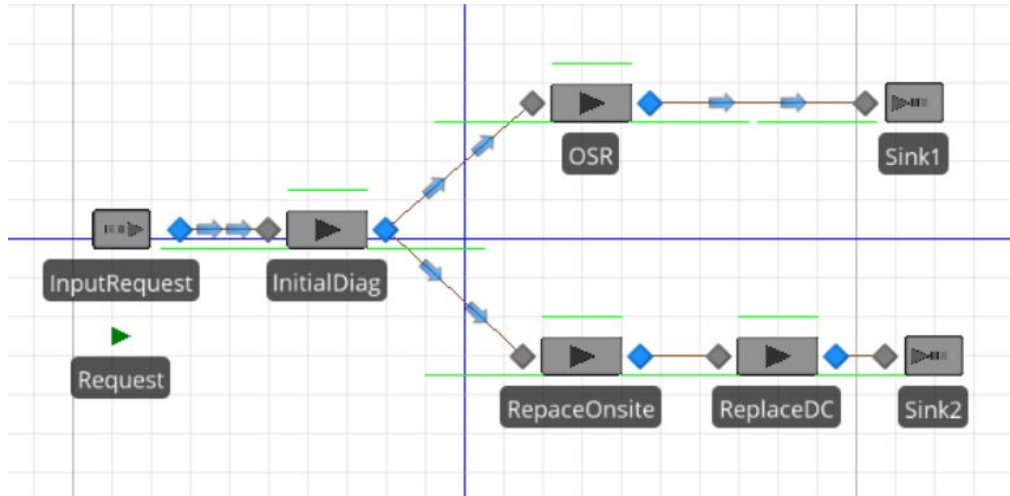 OSR
Sink1
InputRequest
InitialDiag
Request
RepaceOnsite
ReplaceDC
Sink2